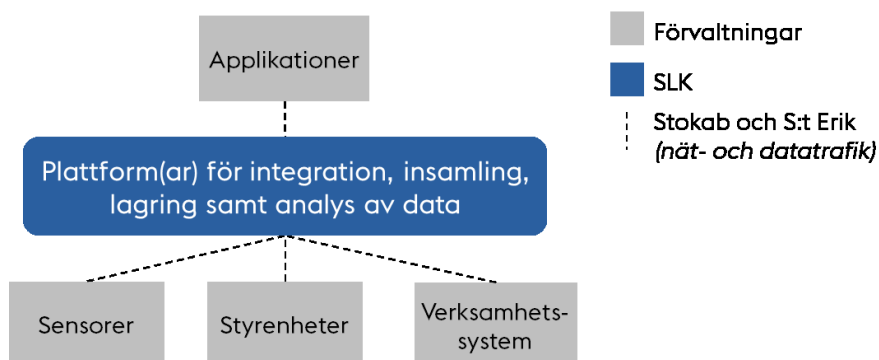 Applikationer
Plattform(ar) för integration, insamling,
lagring samt analys av data
Sensorer
Styrenheter
Verksamhets-
system
Förvaltningar
SLK
Stokab och S:t Erik
(nät- och datatrafik)